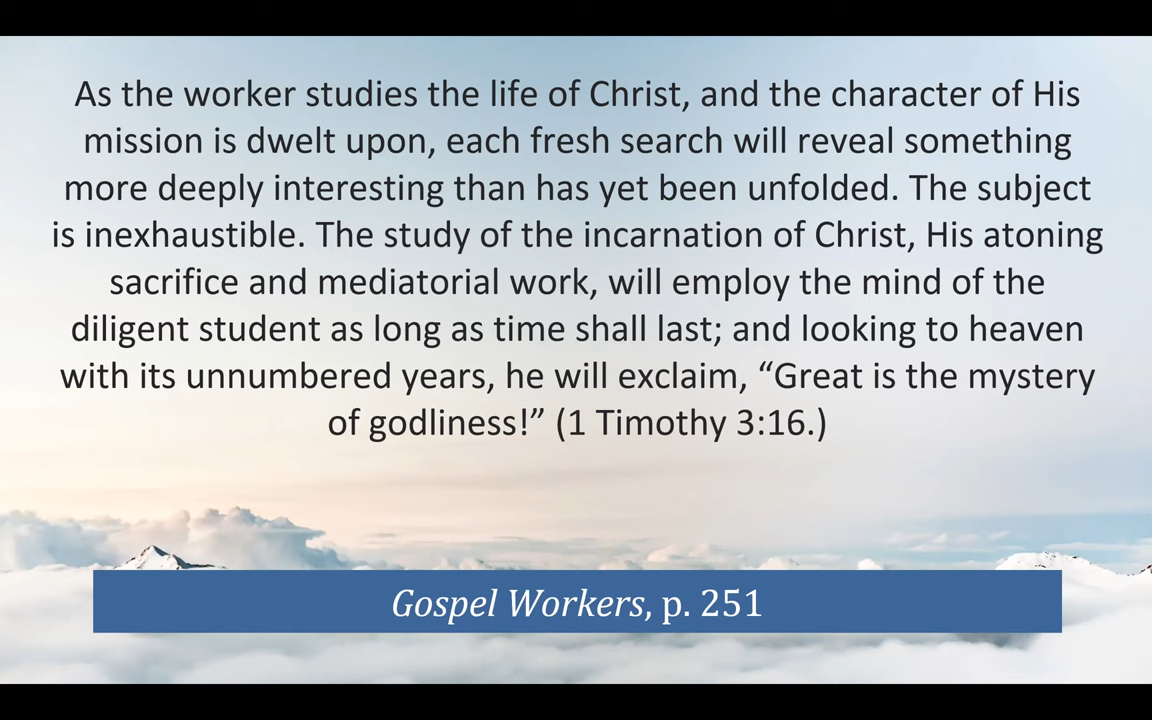 As the worker studies the life of Christ, and the character of His
mission is dwelt upon, each fresh search will reveal something
more deeply interesting than has yet been unfolded. The subject
is inexhaustible. The study of the incarnation of Christ, His atoning
sacrifice and mediatorial work, will employ the mind of the
diligent student as long as time shall last; and looking to heaven
with its unnumbered years, he will exclaim, “Great is the mystery
of godliness!” (1 Timothy 3:16.)
Gospel Workers, p. 251